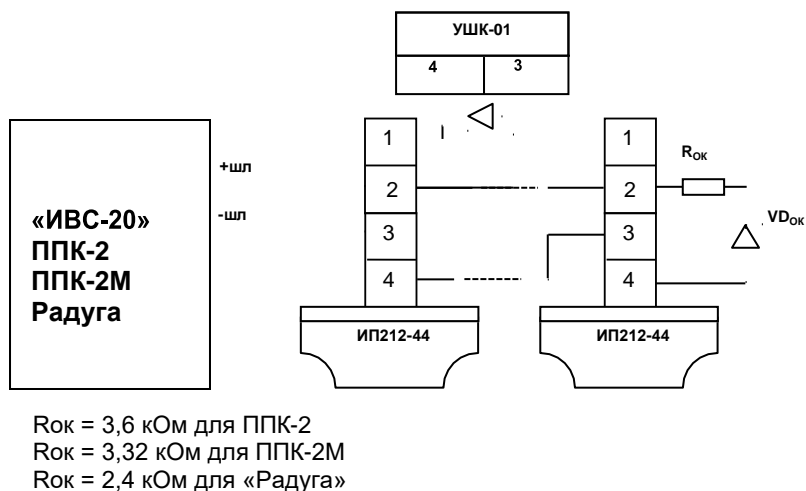 УШК-01
4 3
+шл
-шл
«ИВС-20»
ППК-2
ППК-2М
Радуга
1
2
3
4
ИП212-44
1
2
3
4
ИП212-44
Rок
VDок
Rок = 3,6 кОм для ППК-2
Rок = 3,32 кОм для ППК-2М
Rок = 2,4 кОм для «Радуга»